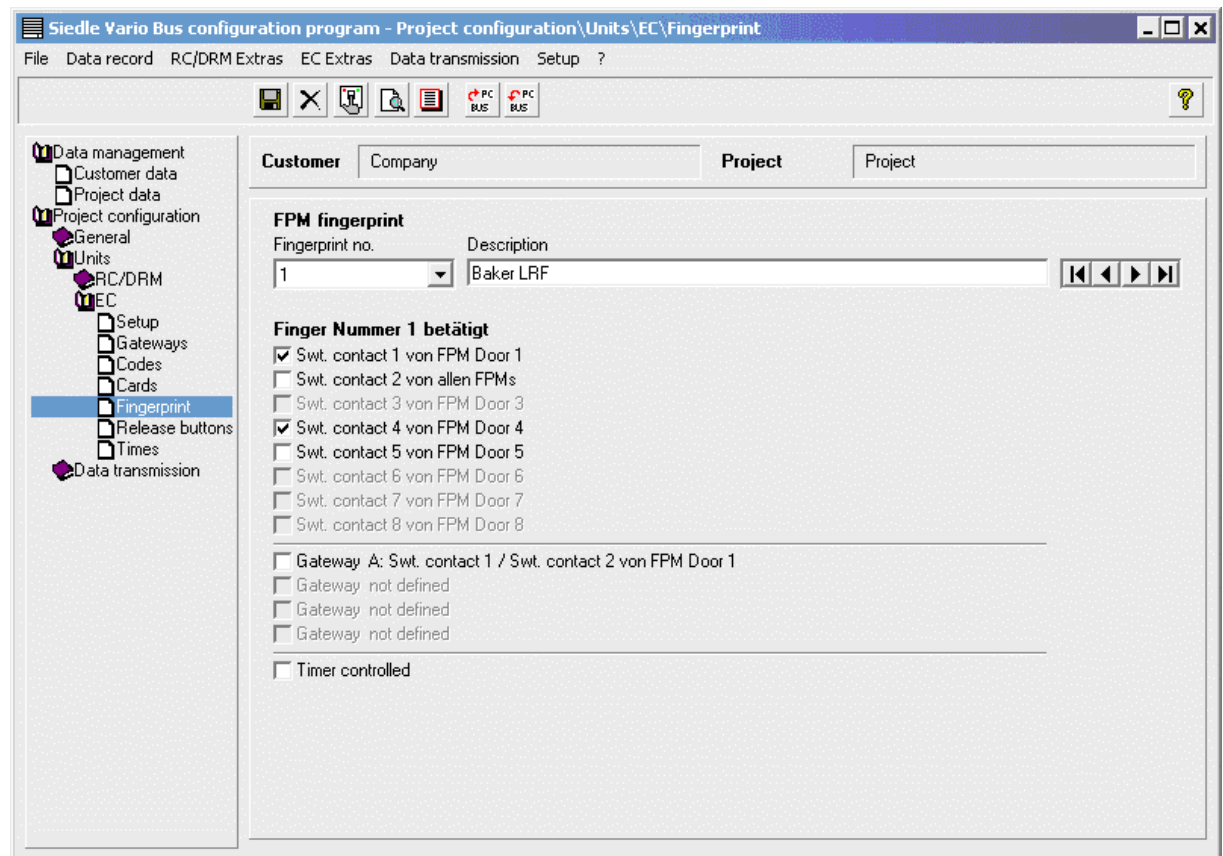 Siedle Vario Bus configuration program - Project configuration\Units\EC\Fingerprint
File Data record RC/DRM Extras EC Extras Data transmission Setup ?
PC BUS PC BUS
Data management
Customer data
Project data
Project configuration
General
Units
RC/DRM
EC
Setup
Gateways
Codes
Cards
Fingerprint
Release buttons
Times
Data transmission
Customer Company Project Project
FPM fingerprint
Fingerprint no. Description
1 Baker LRF
Finger Nummer 1 betätigt
Swt. contact 1 von FPM Door 1
Swt. contact 2 von allen FPMs
Swt. contact 3 von FPM Door 3
Swt. contact 4 von FPM Door 4
Swt. contact 5 von FPM Door 5
Swt. contact 6 von FPM Door 6
Swt. contact 7 von FPM Door 7
Swt. contact 8 von FPM Door 8
Gateway A: Swt. contact 1 / Swt. contact 2 von FPM Door 1
Gateway not defined
Gateway not defined
Gateway not defined
Timer controlled